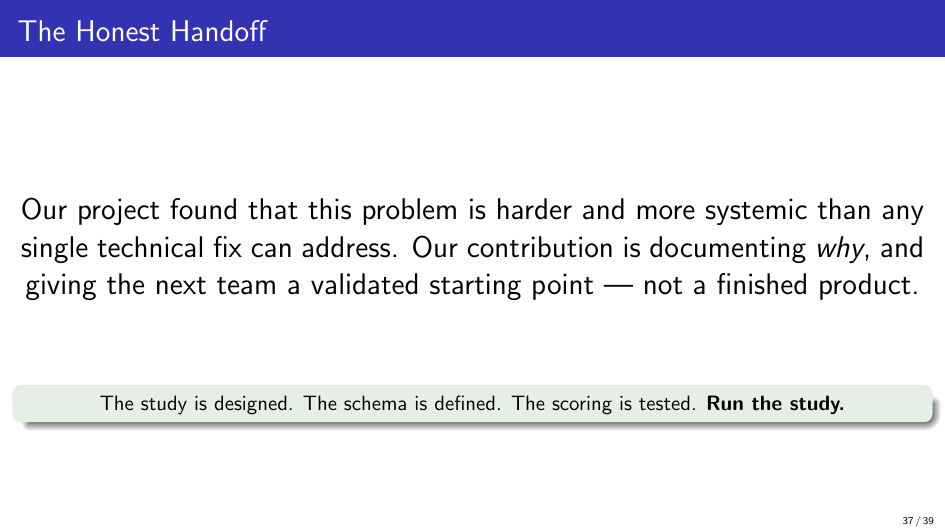 The Honest Handoff
Our project found that this problem is harder and more systemic than any
single technical fix can address. Our contribution is documenting why, and
giving the next team a validated starting point — not a finished product.
The study is designed. The schema is defined. The scoring is tested. Run the study.
37 / 39